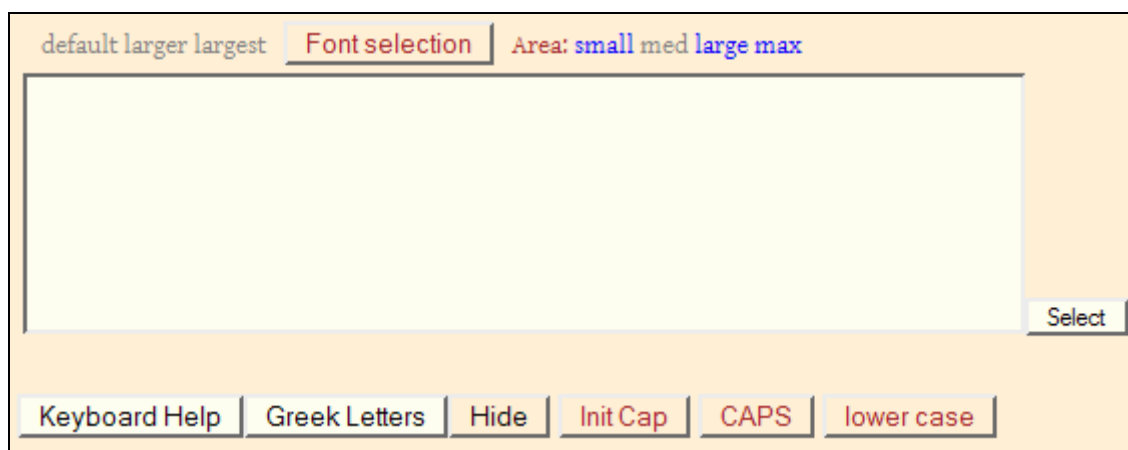 default larger largest Font selection Area: small med large max
Select
Keyboard Help Greek Letters Hide Init Cap CAPS lower case